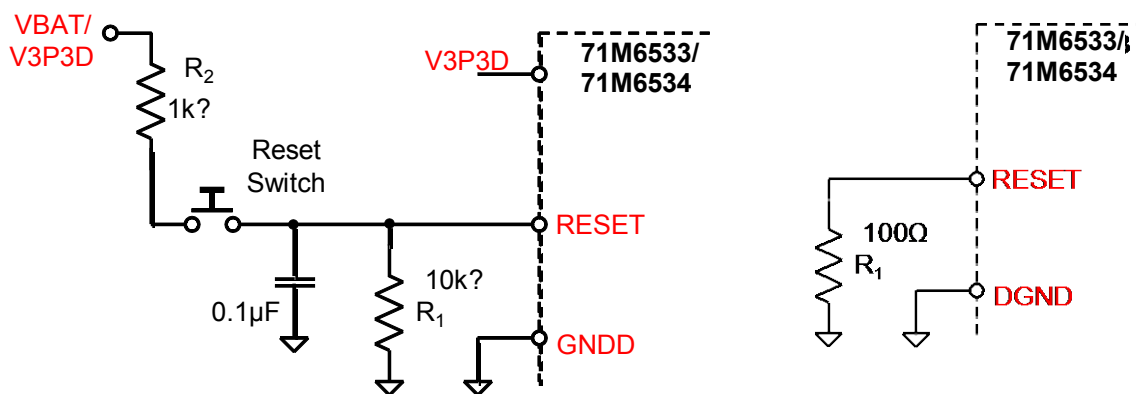 VBAT/
V3P3D
R2
1k?
Reset
Switch
0.1µF
10k?
R1
V3P3D
71M6533/
71M6534
RESET
GNDD
71M6533/
71M6534
RESET
100Ω
R1
DGND